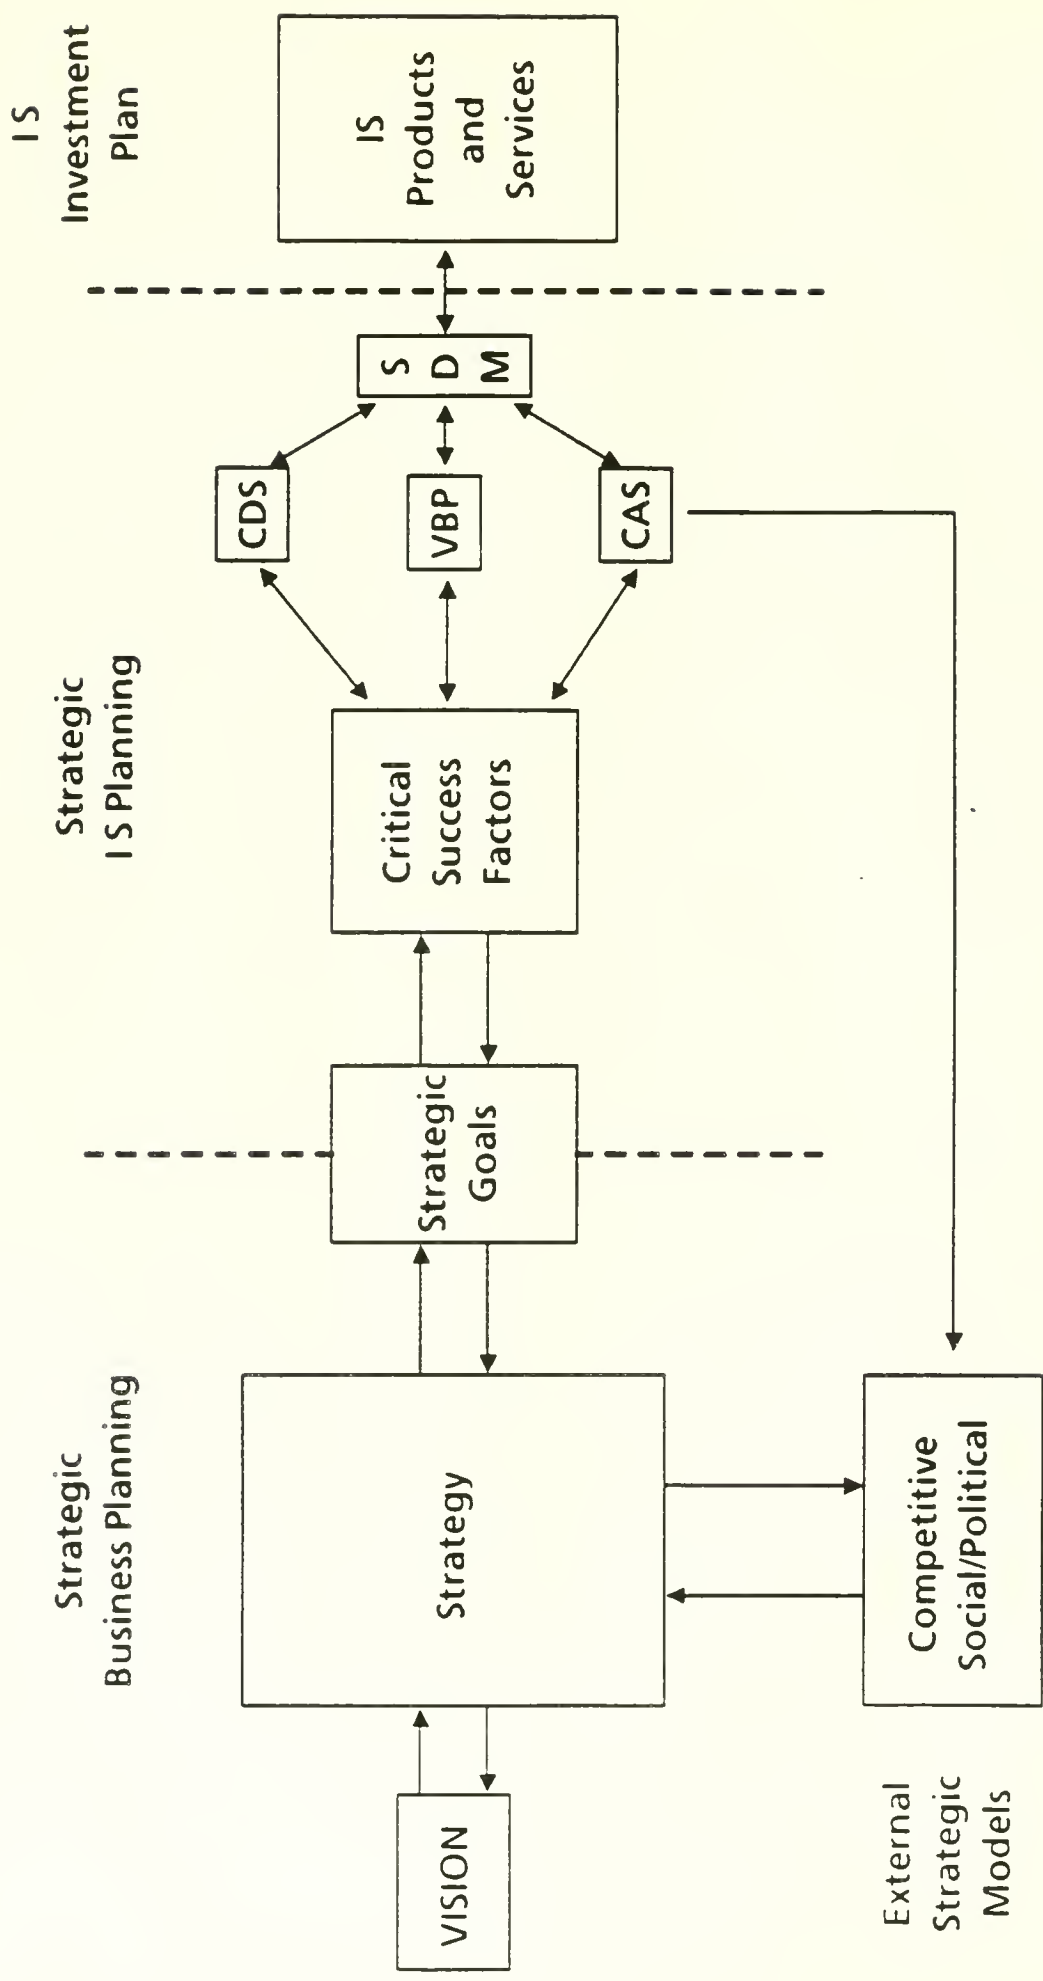 Strategic
Business Planning
Strategic
IS Planning
IS
Investment
Plan
VISION
Strategy
Strategic
Goals
Critical
Success
Factors
CDS
VBP
CAS
S
D
M
IS
Products
and
Services
External
Strategic
Models
Competitive
Social/Political